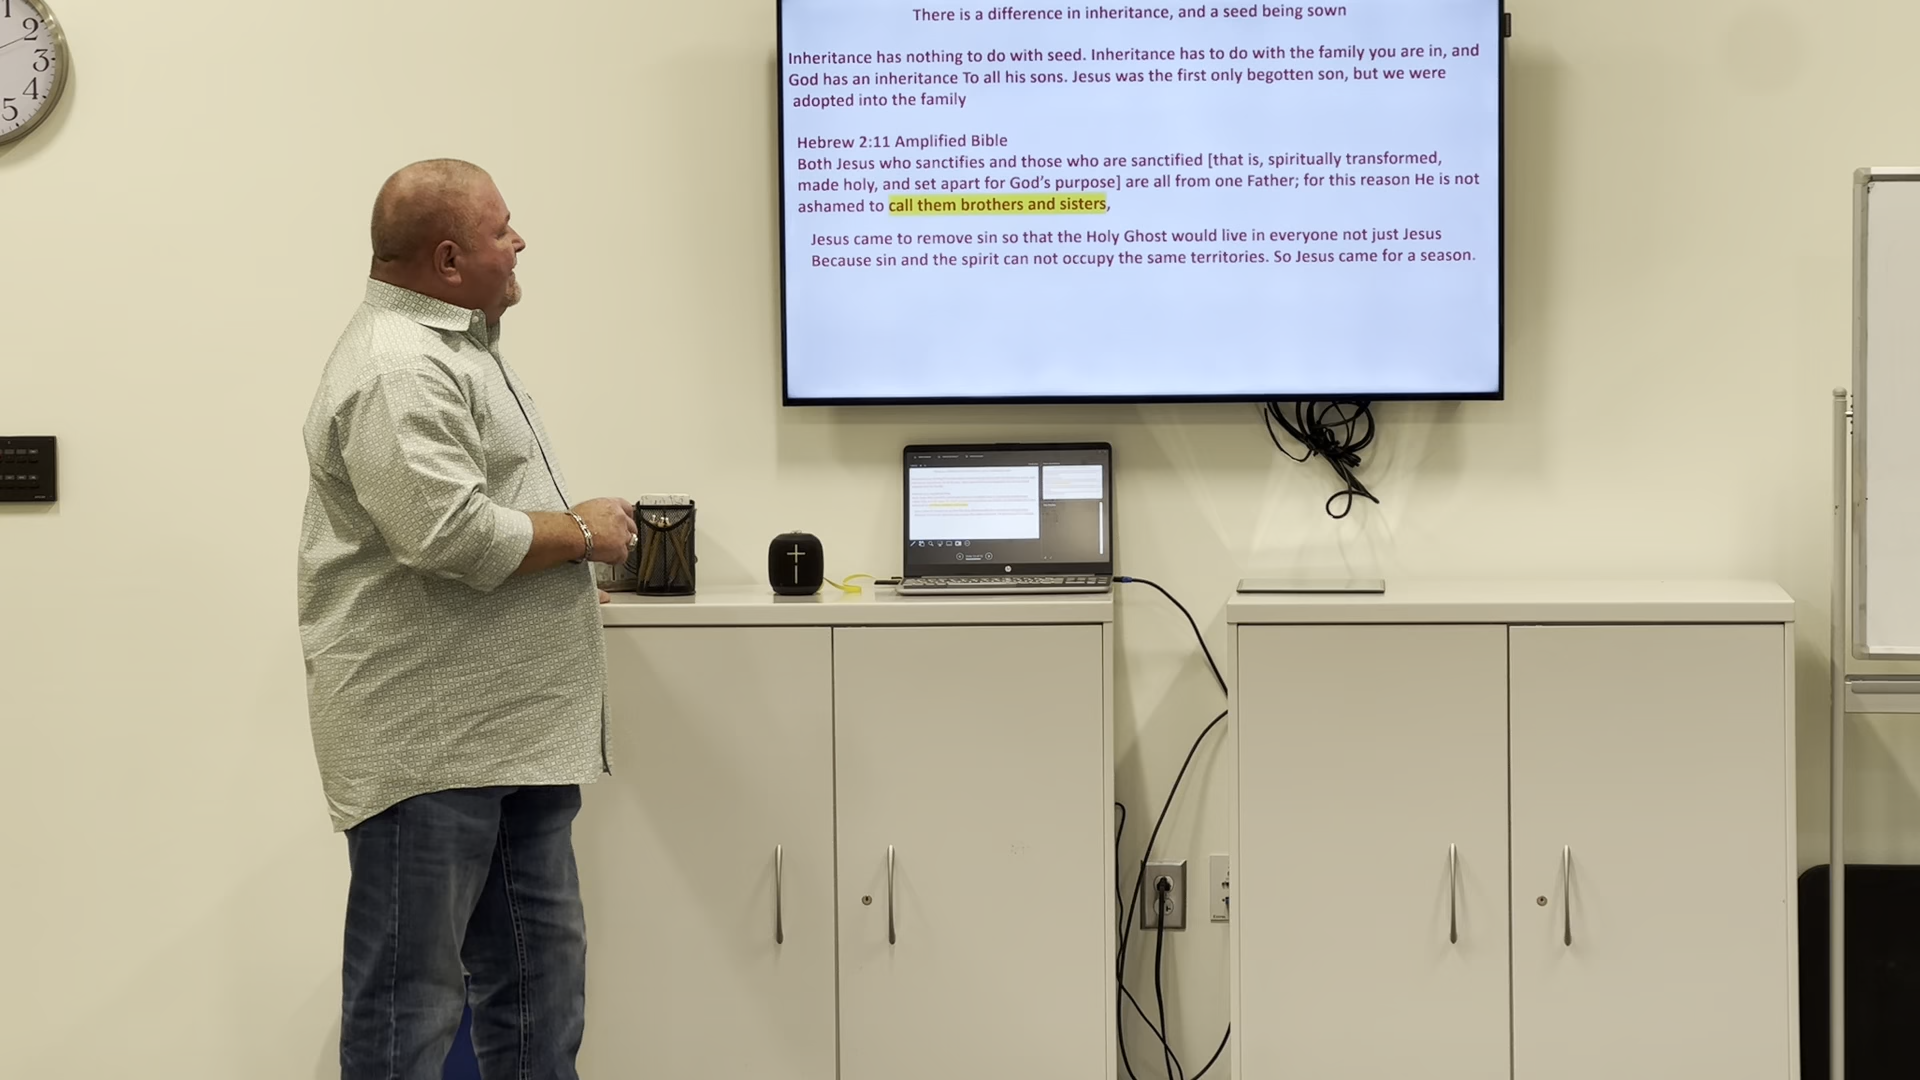 1
2
3
4
5
There is a difference in inheritance, and a seed being sown
Inheritance has nothing to do with seed. Inheritance has to do with the family you are in, and
God has an inheritance To all his sons. Jesus was the first only begotten son, but we were
adopted into the family
Hebrew 2:11 Amplified Bible
Both Jesus who sanctifies and those who are sanctified [that is, spiritually transformed,
made holy, and set apart for God’s purpose] are all from one Father; for this reason He is not
ashamed to call them brothers and sisters,
Jesus came to remove sin so that the Holy Ghost would live in everyone not just Jesus
Because sin and the spirit can not occupy the same territories. So Jesus came for a season.
hp